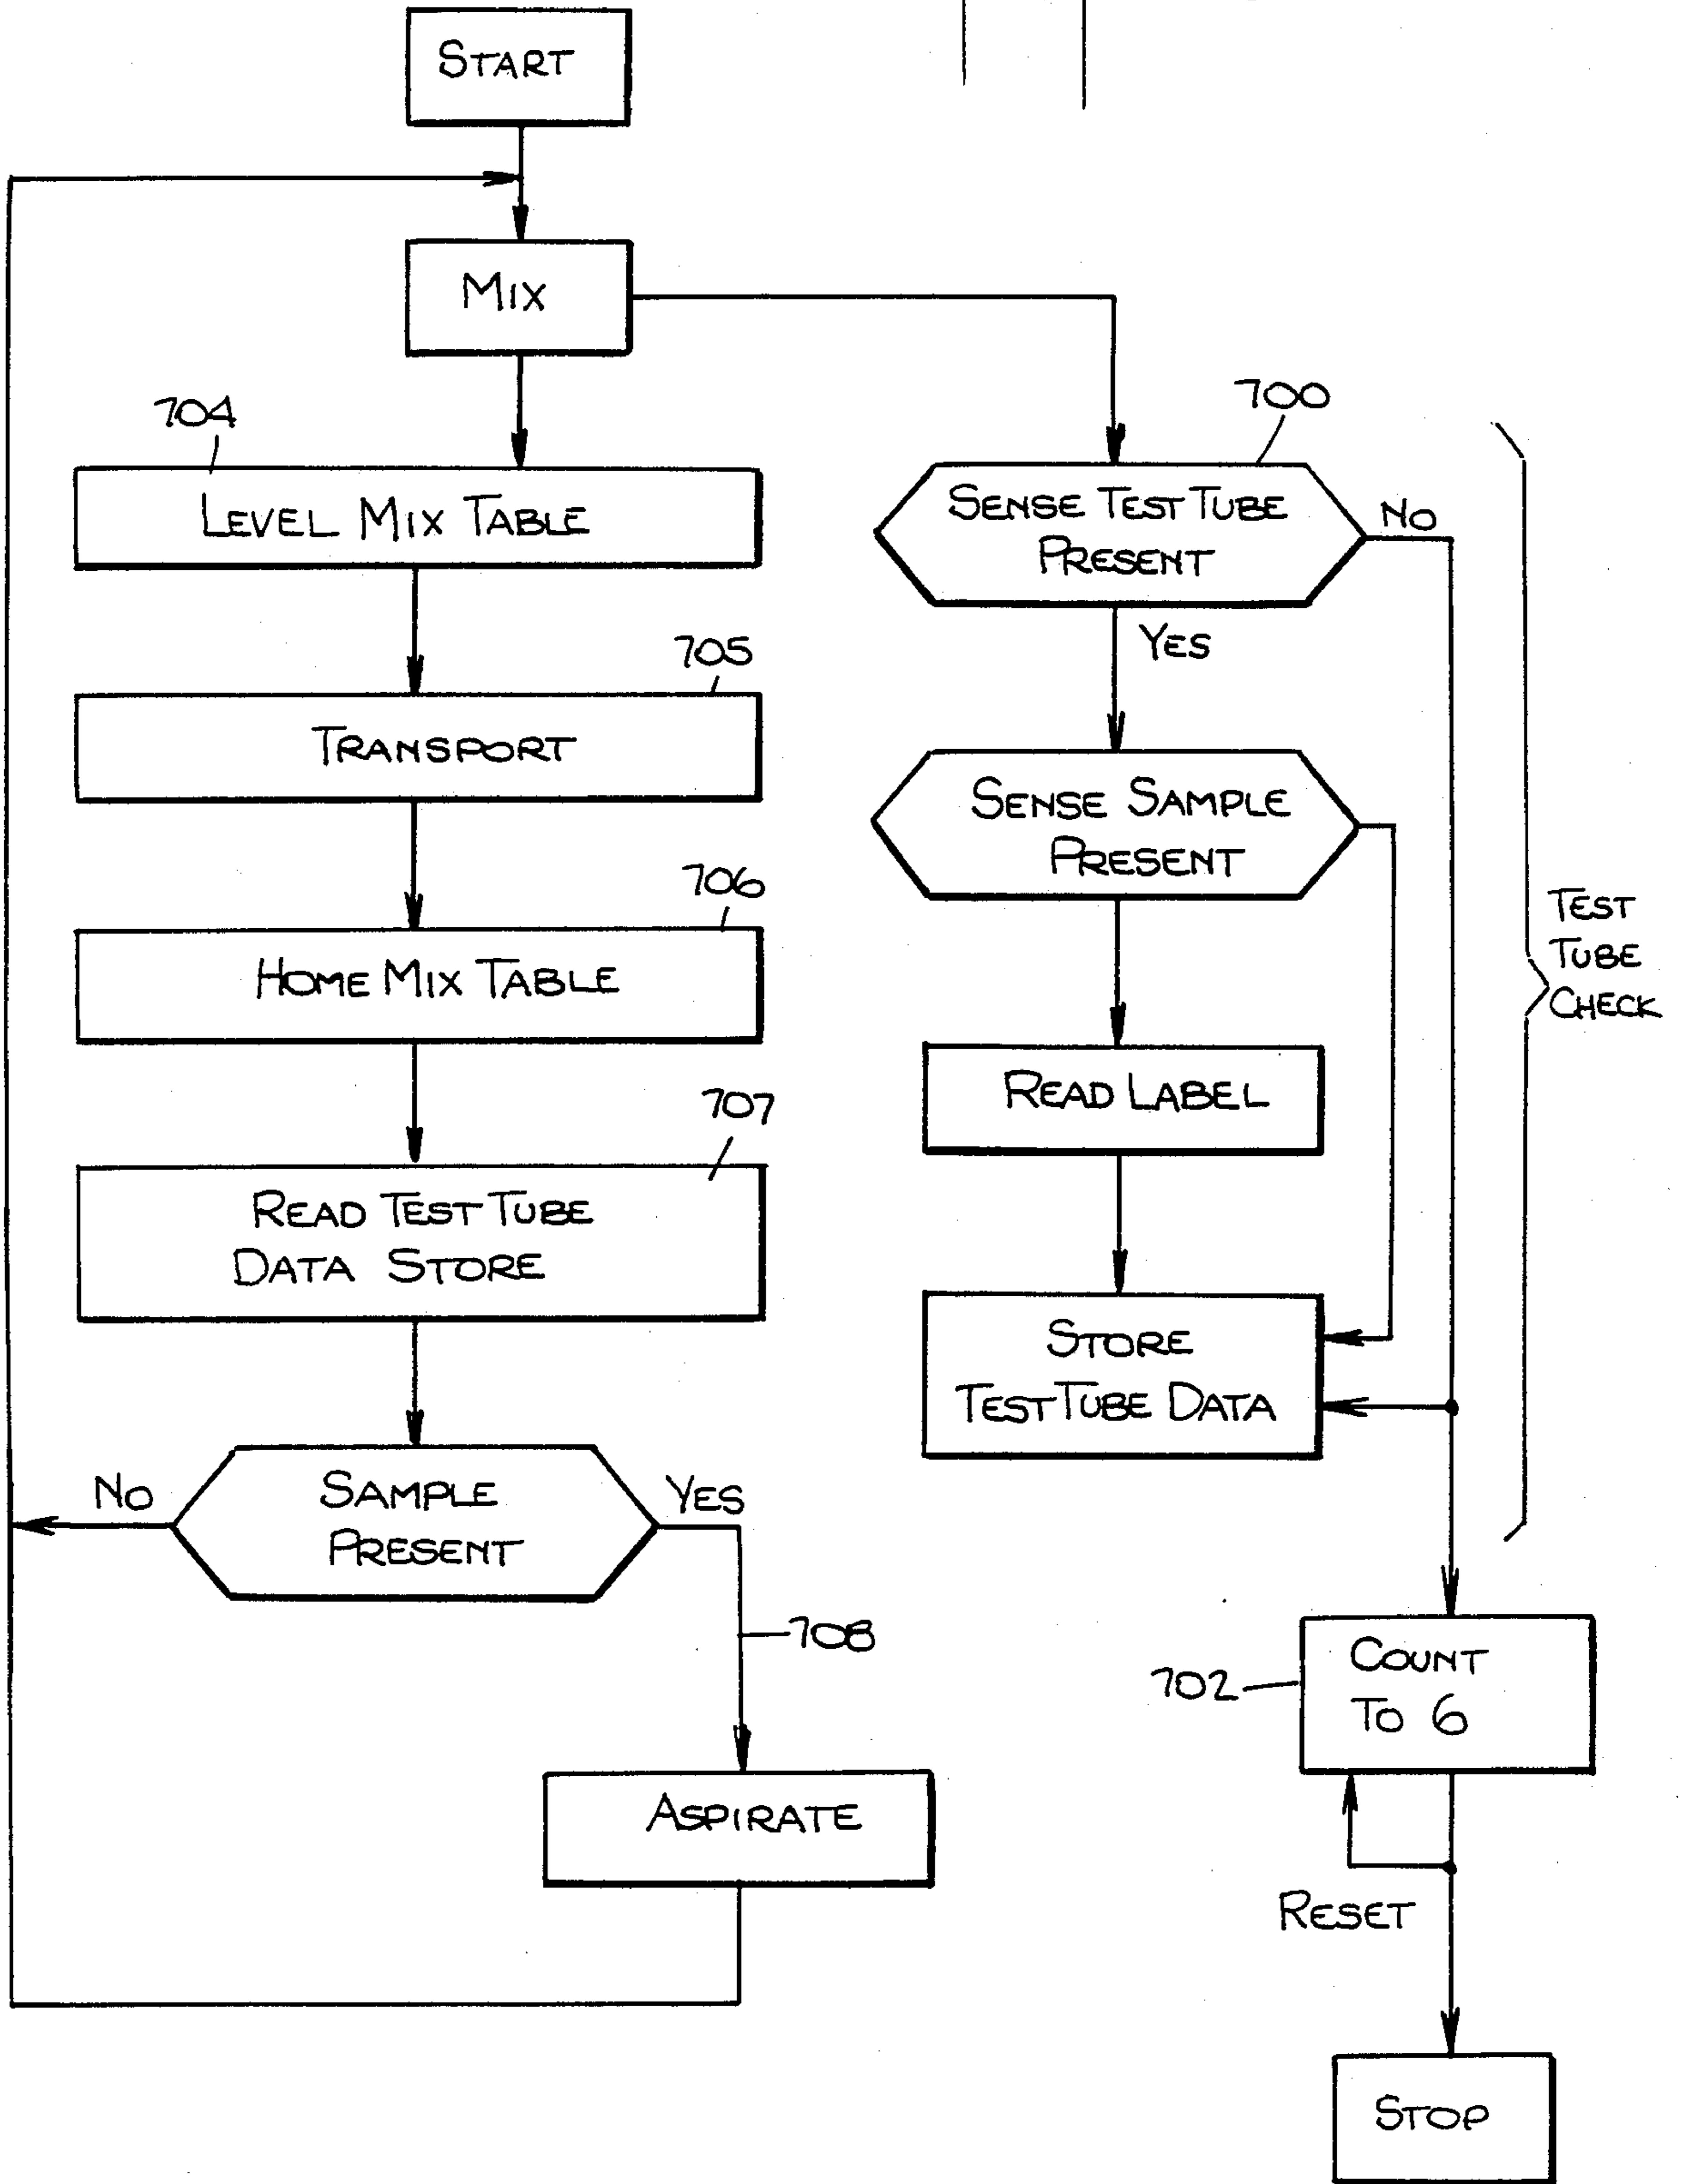 START
MIX
704
LEVEL MIX TABLE
705
TRANSPORT
706
HOME MIX TABLE
707
READ TEST TUBE
DATA STORE
SAMPLE
PRESENT
NO
YES
708
ASPIRATE
700
SENSE TEST TUBE
PRESENT
NO
YES
SENSE SAMPLE
PRESENT
READ LABEL
STORE
TEST TUBE DATA
TEST
TUBE
CHECK
702
COUNT
TO 6
RESET
STOP